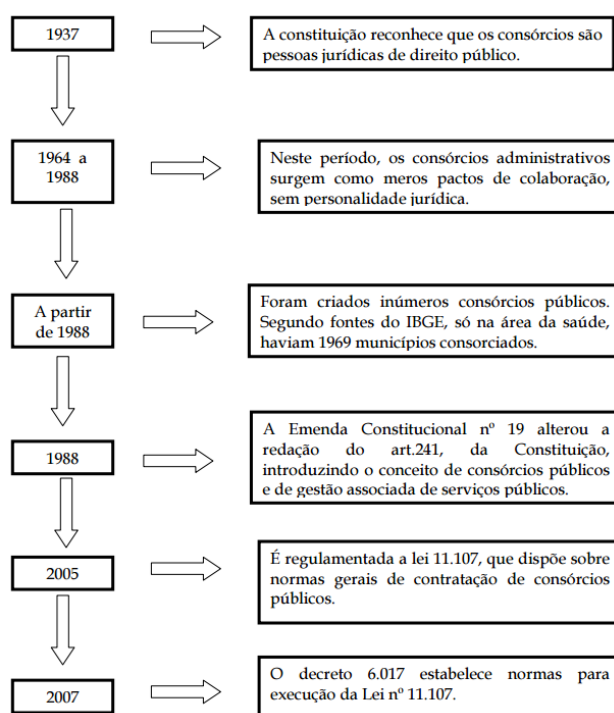 1937
A constituição reconhece que os consórcios são
pessoas jurídicas de direito público.
1964 a
1988
Neste período, os consórcios administrativos
surgem como meros pactos de colaboração,
sem personalidade jurídica.
A partir
de 1988
Foram criados inúmeros consórcios públicos.
Segundo fontes do IBGE, só na área da saúde,
haviam 1969 municípios consorciados.
1988
A Emenda Constitucional nº 19 alterou a
redação do art.241, da Constituição,
introduzindo o conceito de consórcios públicos
e de gestão associada de serviços públicos.
2005
É regulamentada a lei 11.107, que dispõe sobre
normas gerais de contratação de consórcios
públicos.
2007
O decreto 6.017 estabelece normas para
execução da Lei nº 11.107.